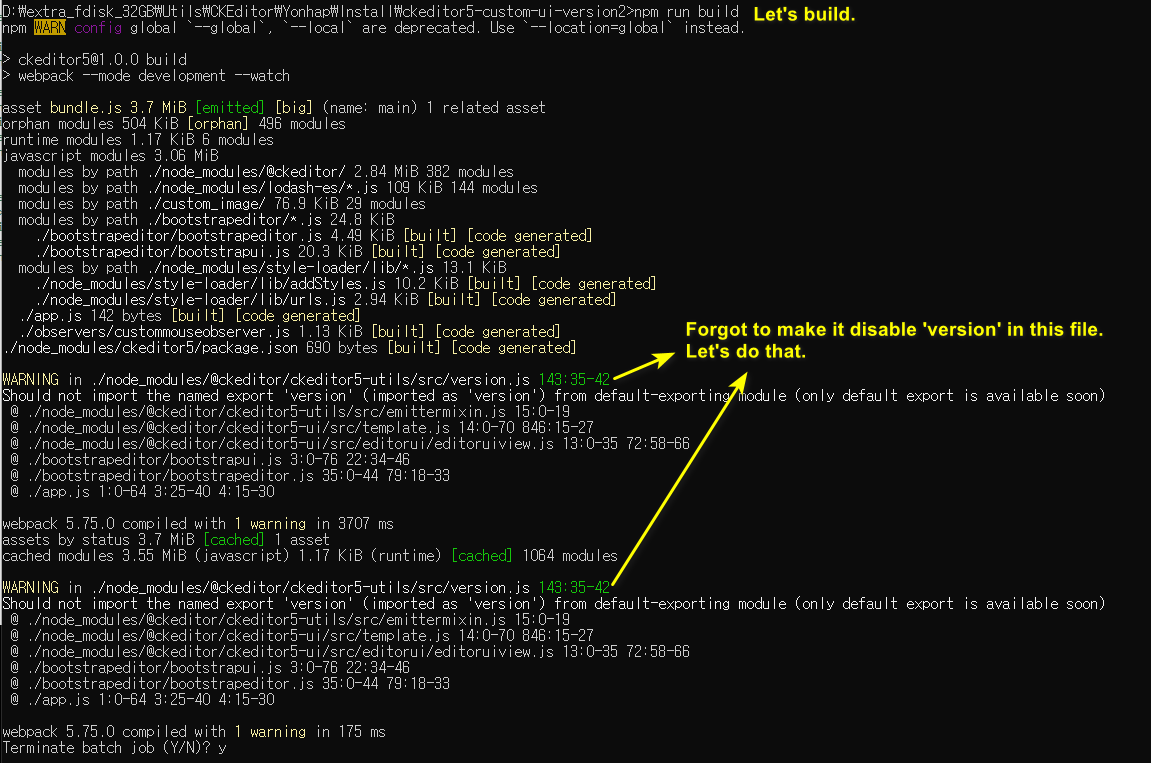 D:₩extra_fdisk_32GB₩Utils₩CKEditor₩Yonhap₩Install₩ckeditor5-custom-ui-version2>npm run build
Let's build.
npm WARN config global `--global`, `--local` are deprecated. Use `--location=global` instead.
> ckeditor5@1.0.0 build
> webpack --mode development --watch
asset bundle.js 3.7 MiB [emitted] [big] (name: main) 1 related asset
orphan modules 504 KiB [orphan] 496 modules
runtime modules 1.17 KiB 6 modules
javascript modules 3.06 MiB
  modules by path ./node_modules/@ckeditor/ 2.84 MiB 382 modules
  modules by path ./node_modules/lodash-es/*.js 109 KiB 144 modules
  modules by path ./custom_image/ 76.9 KiB 29 modules
  modules by path ./bootstrapeditor/*.js 24.8 KiB
    ./bootstrapeditor/bootstrapeditor.js 4.49 KiB [built] [code generated]
    ./bootstrapeditor/bootstrapui.js 20.3 KiB [built] [code generated]
  modules by path ./node_modules/style-loader/lib/*.js 13.1 KiB
    ./node_modules/style-loader/lib/addStyles.js 10.2 KiB [built] [code generated]
    ./node_modules/style-loader/lib/urls.js 2.94 KiB [built] [code generated]
  ./app.js 142 bytes [built] [code generated]
  ./observers/custommouseobserver.js 1.13 KiB [built] [code generated]
./node_modules/ckeditor5/package.json 690 bytes [built] [code generated]
Forgot to make it disable 'version' in this file.
Let's do that.
WARNING in ./node_modules/@ckeditor/ckeditor5-utils/src/version.js 143:35-42
Should not import the named export 'version' (imported as 'version') from default-exporting module (only default export is available soon)
 @ ./node_modules/@ckeditor/ckeditor5-utils/src/emittermixin.js 15:0-19
 @ ./node_modules/@ckeditor/ckeditor5-ui/src/template.js 14:0-70 846:15-27
 @ ./node_modules/@ckeditor/ckeditor5-ui/src/editorui/editoruiview.js 13:0-35 72:58-66
 @ ./bootstrapeditor/bootstrapui.js 3:0-76 22:34-46
 @ ./bootstrapeditor/bootstrapeditor.js 35:0-44 79:18-33
 @ ./app.js 1:0-64 3:25-40 4:15-30
webpack 5.75.0 compiled with 1 warning in 3707 ms
assets by status 3.7 MiB [cached] 1 asset
cached modules 3.55 MiB (javascript) 1.17 KiB (runtime) [cached] 1064 modules
WARNING in ./node_modules/@ckeditor/ckeditor5-utils/src/version.js 143:35-42
Should not import the named export 'version' (imported as 'version') from default-exporting module (only default export is available soon)
 @ ./node_modules/@ckeditor/ckeditor5-utils/src/emittermixin.js 15:0-19
 @ ./node_modules/@ckeditor/ckeditor5-ui/src/template.js 14:0-70 846:15-27
 @ ./node_modules/@ckeditor/ckeditor5-ui/src/editorui/editoruiview.js 13:0-35 72:58-66
 @ ./bootstrapeditor/bootstrapui.js 3:0-76 22:34-46
 @ ./bootstrapeditor/bootstrapeditor.js 35:0-44 79:18-33
 @ ./app.js 1:0-64 3:25-40 4:15-30
webpack 5.75.0 compiled with 1 warning in 175 ms
Terminate batch job (Y/N)? y